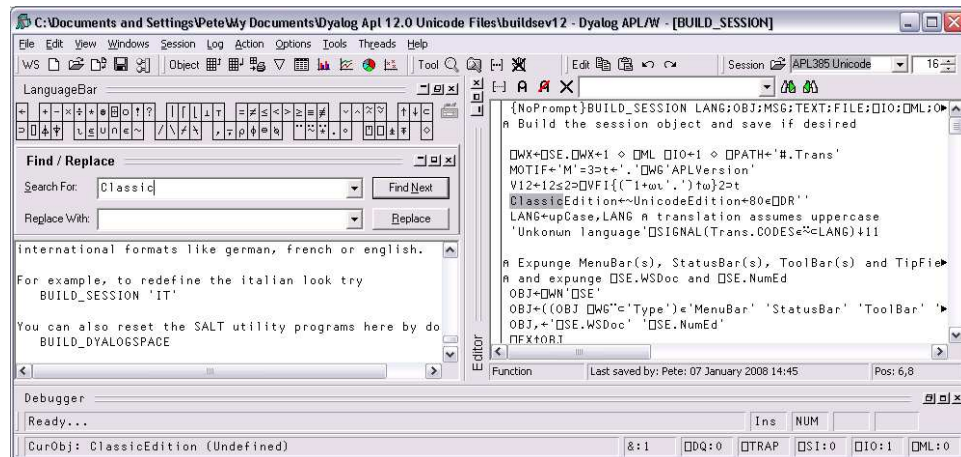 C:\Documents and Settings\Pete\My Documents\Dyalog Apl 12.0 Unicode Files\buildsev12 - Dyalog APL/W - [BUILD_SESSION]
File Edit View Windows Session Log Action Options Tools Threads Help
WS Object Tool Edit Session APL385 Unicode 16
LanguageBar
Find / Replace
Search For: Classic Find Next
Replace With: Replace
international formats like german, french or english.
For example, to redefine the italian look try
BUILD_SESSION 'IT'
You can also reset the SALT utility programs here by do
BUILD_DYALOGSPACE
Editor
{NoPrompt}BUILD_SESSION LANG;OBJ;MSG;TEXT;FILE;⎕IO;⎕ML;O
⍝ Build the session object and save if desired
⎕WX←⎕SE.⎕WX←1 ⋄ ⎕ML ⎕IO←1 ⋄ ⎕PATH←'#.Trans'
MOTIF←'M'=3⊃t←'.'⎕WG'APLVersion'
V12←12≤2⊃⎕VFI{(¯1+⍵⍳'.')↑⍵}2⊃t
ClassicEdition←~UnicodeEdition←80∊⎕DR''
LANG←upCase,LANG ⍝ translation assumes uppercase
'Unkonwn language'⎕SIGNAL(Trans.CODES∊⍨⊂LANG)↓11
⍝ Expunge MenuBar(s), StatusBar(s), ToolBar(s) and TipFie
⍝ and expunge ⎕SE.WSDoc and ⎕SE.NumEd
OBJ←⎕WN'⎕SE'
OBJ←((OBJ ⎕WG¨⊂'Type')∊'MenuBar' 'StatusBar' 'ToolBar' '
OBJ,←'⎕SE.WSDoc' '⎕SE.NumEd'
⎕EX↑OBJ
Function Last saved by: Pete: 07 January 2008 14:45 Pos: 6,8
Debugger
Ready... Ins NUM
CurObj: ClassicEdition (Undefined) &:1 ⎕DQ:0 ⎕TRAP ⎕SI:0 ⎕IO:1 ⎕ML:0